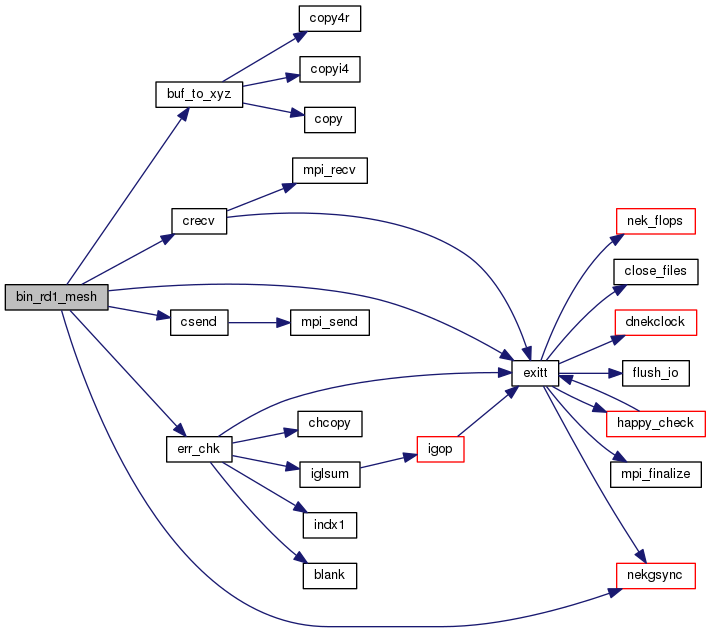 copy4r
copyi4
buf_to_xyz
copy
mpi_recv
crecv
nek_flops
close_files
bin_rd1_mesh
csend
mpi_send
dnekclock
exitt
flush_io
chcopy
happy_check
err_chk
igop
iglsum
mpi_finalize
indx1
blank
nekgsync